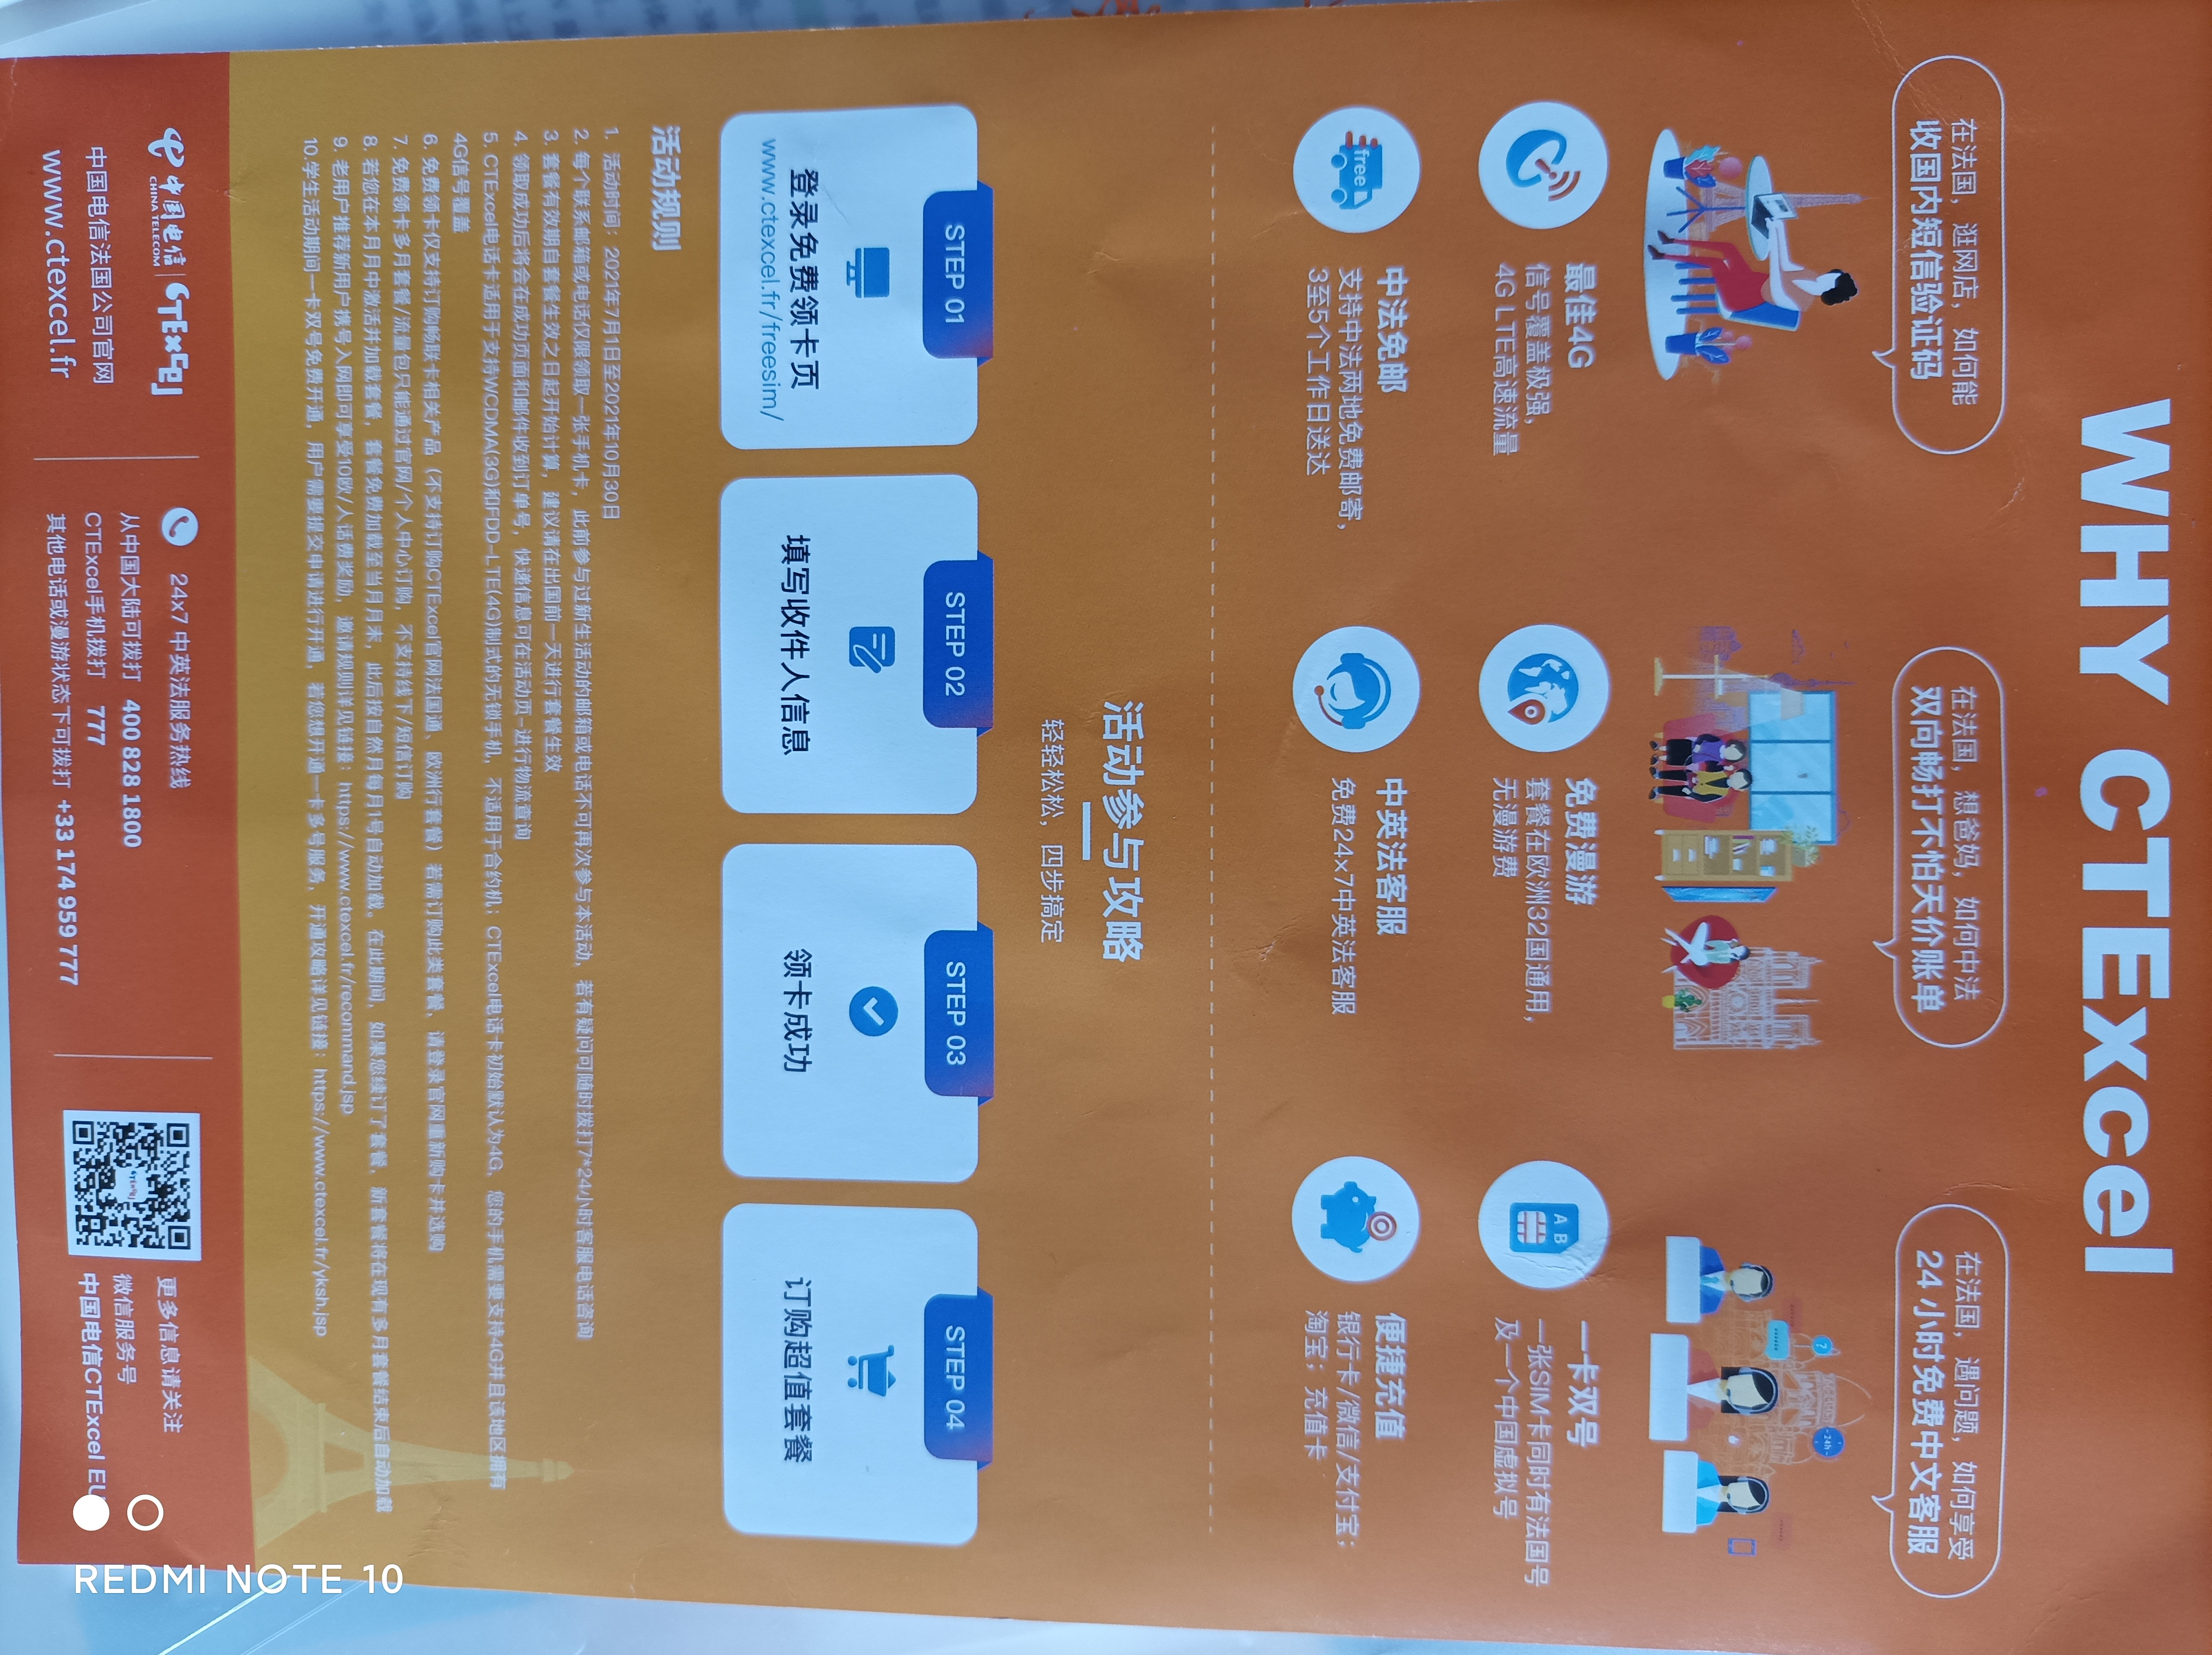 WHY CTExcel
在法国，逛网店，如何能
收国内短信验证码
在法国，想爸妈，如何中法
双向畅打不怕天价账单
在法国，遇问题，如何享受
24小时免费中文客服
24h
最佳4G
信号覆盖极强，
4G LTE高速流量
免费漫游
套餐在欧洲32国通用，
无漫游费
A B
一卡双号
一张SIM卡同时有法国号
及一个中国虚拟号
free
中法免邮
支持中法两地免费邮寄，
3至5个工作日送达
中英法客服
免费24x7中英法客服
便捷充值
银行卡/微信/支付宝；
淘宝；充值卡
活动参与攻略
轻轻松松，四步搞定
STEP 01
登录免费领卡页
www.ctexcel.fr/freesim/
STEP 02
填写收件人信息
STEP 03
领卡成功
STEP 04
订购超值套餐
活动规则
1. 活动时间：2021年7月1日至2021年10月30日
2. 每个联系邮箱或电话仅限领取一张手机卡，此前参与过新生活动的邮箱或电话不可再次参与本活动，若有疑问可随时拨打7*24小时客服电话咨询
3. 套餐有效期自套餐生效之日起开始计算，建议请在出国前一天进行套餐生效
4. 领取成功后将会在成功页面和邮件收到订单号，快递信息可在活动页-进行物流查询
5. CTExcel电话卡适用于支持WCDMA(3G)和FDD-LTE(4G)制式的无锁手机，不适用于合约机；CTExcel电话卡初始默认为4G，您的手机需要支持4G并且该地区拥有
4G信号覆盖
6. 免费领卡仅支持订购畅联卡相关产品（不支持订购CTExcel官网法国通、欧洲行套餐）若需订购此类套餐，请登录官网重新购卡并选购
7. 免费领卡多月套餐/流量包只能通过官网/个人中心订购，不支持线下/短信订购
8. 若您在本月月中激活并加载套餐，套餐免费加载至当月月末，此后按自然月每月1号自动加载。在此期间，如果您续订了套餐，新套餐将在现有多月套餐结束后自动加载
9. 老用户推荐新用户携号入网即可享受10欧/人话费奖励，邀请规则详见链接：https://www.ctexcel.fr/recommand.jsp
10.学生活动期间一卡双号免费开通，用户需要提交申请进行开通，若您想开通一卡多号服务，开通攻略详见链接：https://www.ctexcel.fr/yksh.jsp
中国电信
CHINA TELECOM
CTExcel
中国电信法国公司官网
www.ctexcel.fr
24x7 中英法服务热线
从中国大陆可拨打 400 828 1800
CTExcel手机拨打 777
其他电话或漫游状态下可拨打 +33 174 959 777
更多信息请关注
微信服务号
中国电信CTExcel EU
REDMI NOTE 10